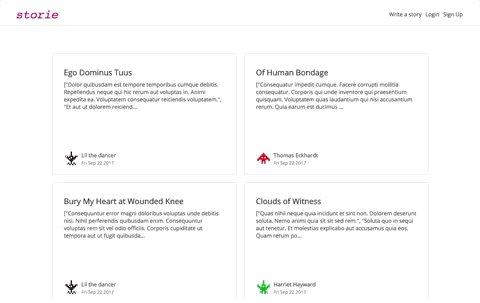 storie
Write a story Login Sign Up
Ego Dominus Tuus
["Dolor quibusdam est tempore temporibus cumque debitis.
Repellendus neque qui hic rerum aut voluptas in. Animi
expedita ea. Voluptatem consequatur reiciendis voluptatum.",
"Et aut ut dolorem reiciend...
Lil the dancer
Fri Sep 22 2017
Of Human Bondage
["Consequatur impedit cumque. Facere corrupti mollitia
consequatur. Corporis qui unde inventore qui praesentium
quisquam. Voluptatem quas laudantium qui nisi accusantium
rerum. Quia earum est ducimus ...
Thomas Eckhardt
Fri Sep 22 2017
Bury My Heart at Wounded Knee
["Consequuntur error magni doloribus voluptas unde debitis
nisi. Nihil perferendis quibusdam enim. Consequuntur
voluptas rem sit vel odio officiis. Corporis cupiditate ut
tempora aut ut fugit quibusda...
Lil the dancer
Fri Sep 22 2017
Clouds of Witness
["Quas nihil neque quia incidunt et sint non. Dolorem deserunt
soluta. Nemo animi quia sit sit rem.", "Soluta quo in sequi
aut tenetur. Et molestias explicabo aut accusamus quia eos.
Quam rerum po...
Harriet Hayward
Fri Sep 22 2017